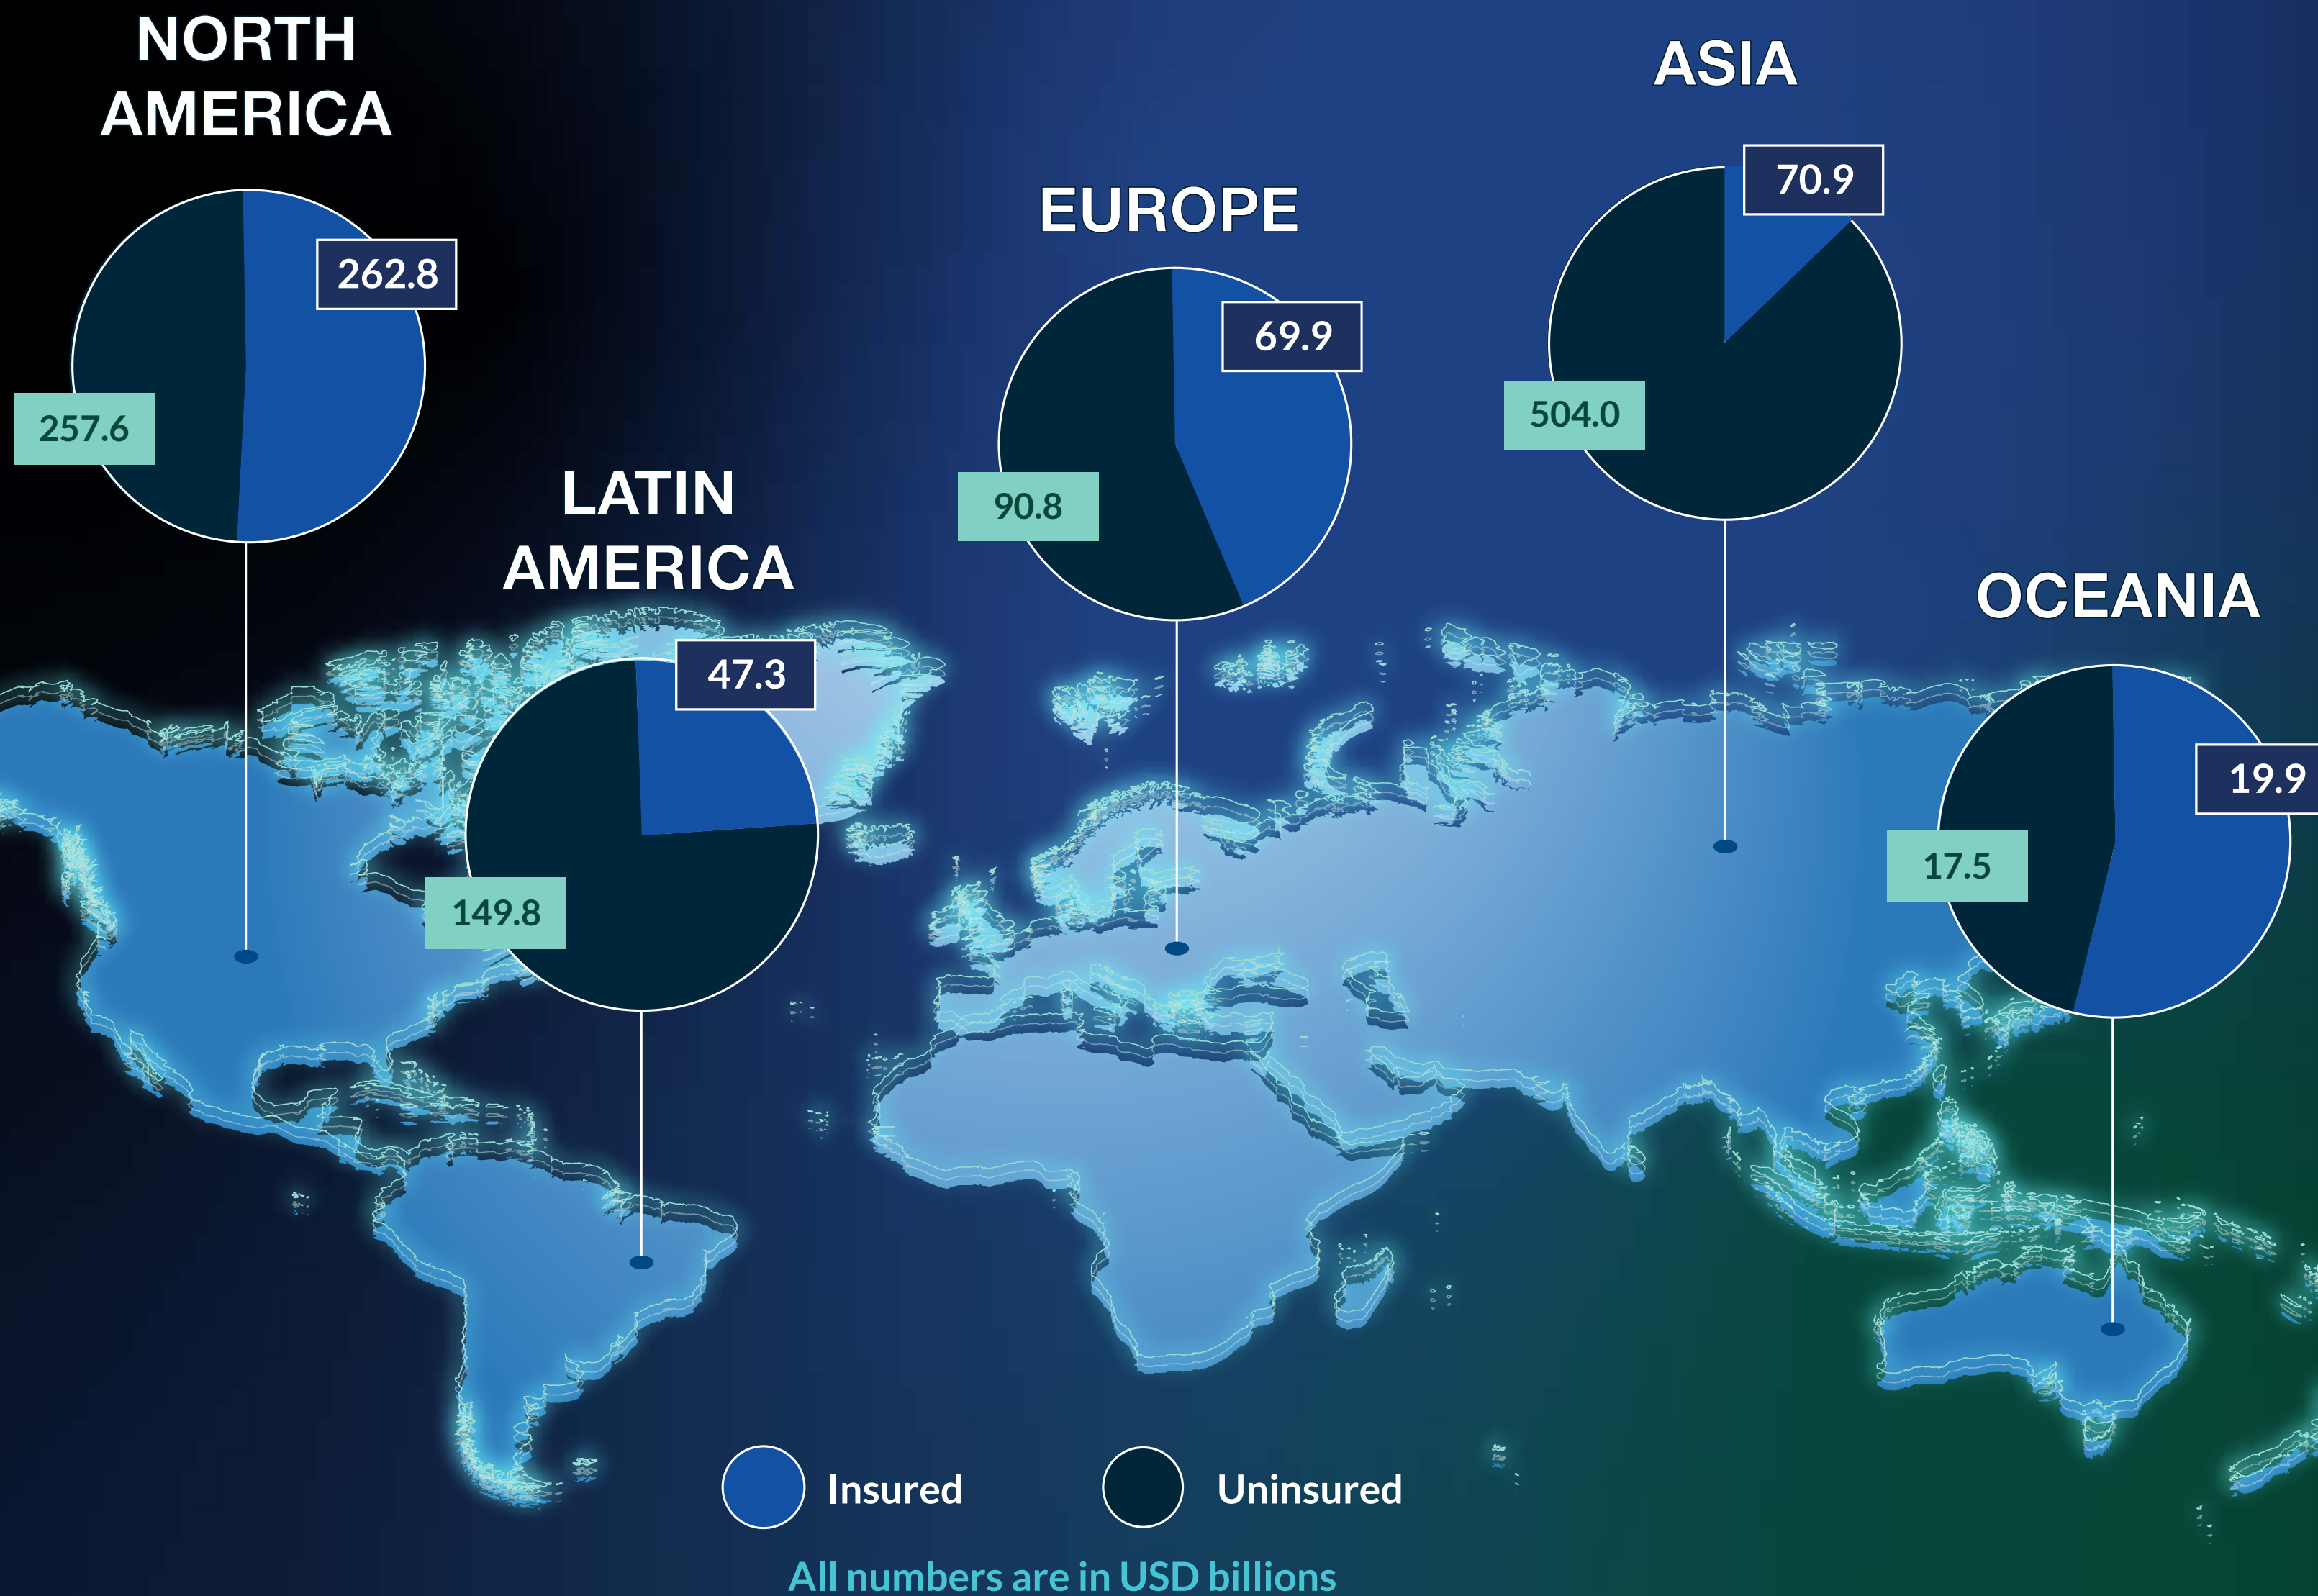 NORTH
AMERICA
262.8
257.6
LATIN
AMERICA
47.3
149.8
EUROPE
69.9
90.8
ASIA
70.9
504.0
OCEANIA
19.9
17.5
Insured
Uninsured
All numbers are in USD billions